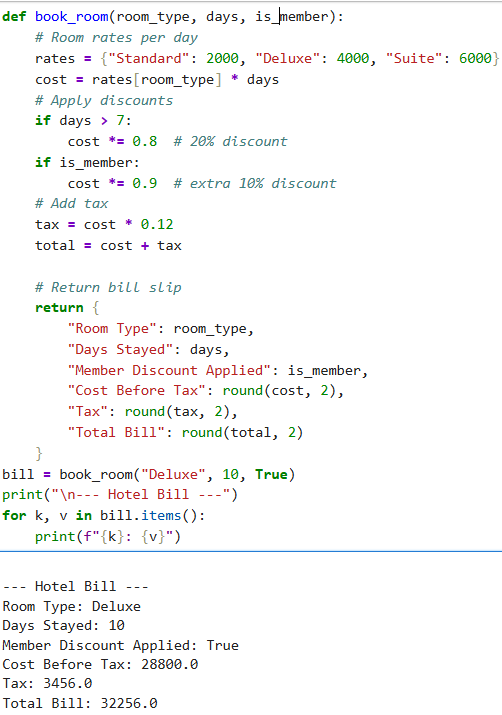 def book_room(room_type, days, is_member):
    # Room rates per day
    rates = {"Standard": 2000, "Deluxe": 4000, "Suite": 6000}
    cost = rates[room_type] * days
    # Apply discounts
    if days > 7:
        cost *= 0.8  # 20% discount
    if is_member:
        cost *= 0.9  # extra 10% discount
    # Add tax
    tax = cost * 0.12
    total = cost + tax

    # Return bill slip
    return {
        "Room Type": room_type,
        "Days Stayed": days,
        "Member Discount Applied": is_member,
        "Cost Before Tax": round(cost, 2),
        "Tax": round(tax, 2),
        "Total Bill": round(total, 2)
    }
bill = book_room("Deluxe", 10, True)
print("\n--- Hotel Bill ---")
for k, v in bill.items():
    print(f"{k}: {v}")

--- Hotel Bill ---
Room Type: Deluxe
Days Stayed: 10
Member Discount Applied: True
Cost Before Tax: 28800.0
Tax: 3456.0
Total Bill: 32256.0